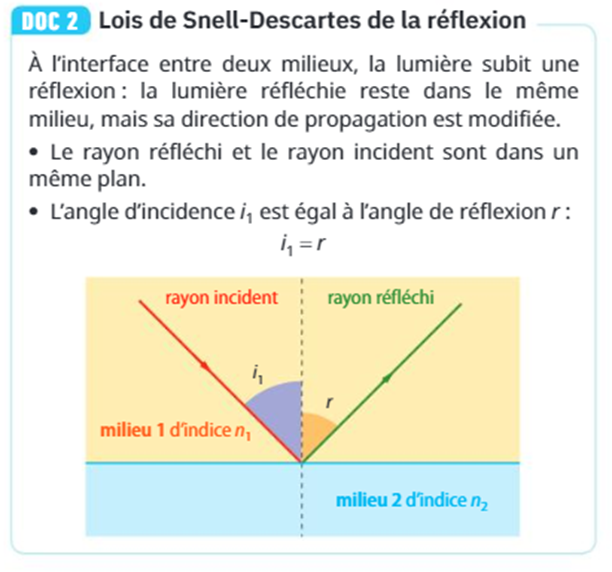 DOC 2 Lois de Snell-Descartes de la réflexion
À l'interface entre deux milieux, la lumière subit une
réflexion : la lumière réfléchie reste dans le même
milieu, mais sa direction de propagation est modifiée.
• Le rayon réfléchi et le rayon incident sont dans un
même plan.
• L'angle d'incidence i₁ est égal à l'angle de réflexion r :
i₁ = r
rayon incident rayon réfléchi
i₁
r
milieu 1 d'indice n₁
milieu 2 d'indice n₂